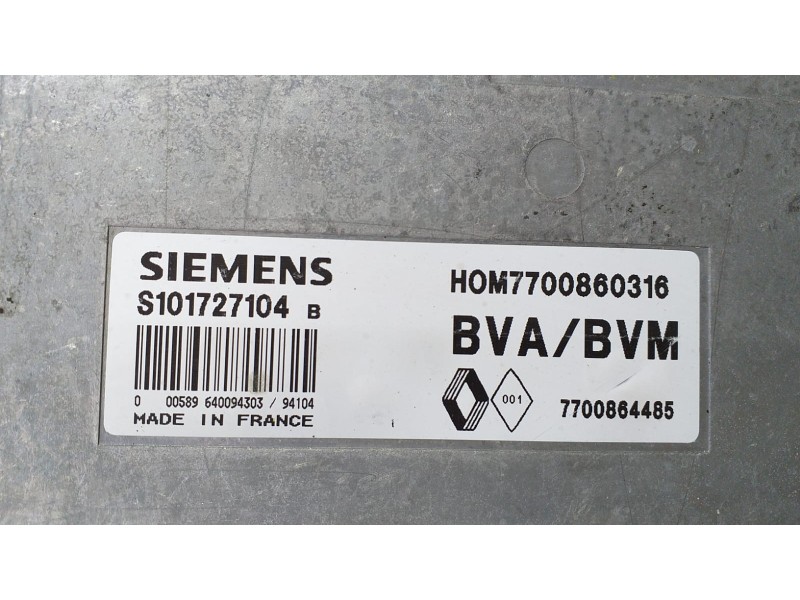 SIEMENS
S101727104 B
0 00589 640094303 / 94104
MADE IN FRANCE
HOM7700860316
BVA/BVM
001
7700864485